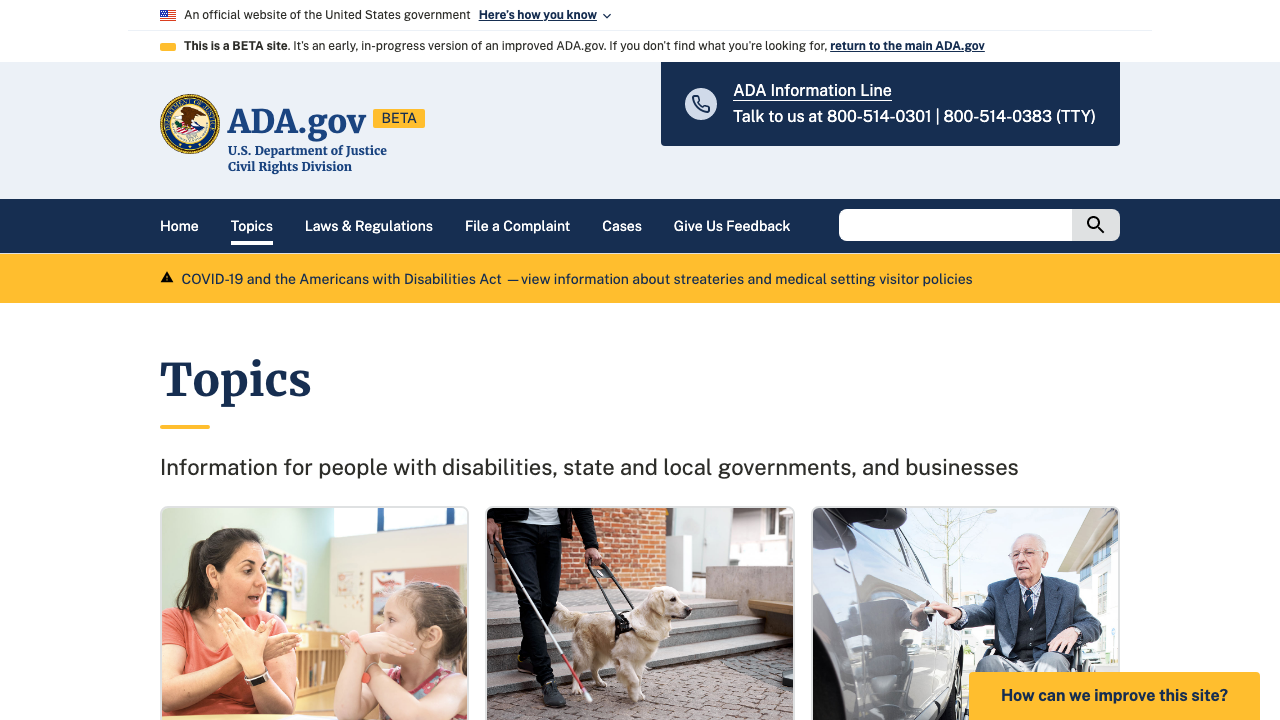 An official website of the United States government Here's how you know
This is a BETA site. It's an early, in-progress version of an improved ADA.gov. If you don't find what you're looking for, return to the main ADA.gov
ADA Information Line
Talk to us at 800-514-0301 | 800-514-0383 (TTY)
ADA.gov BETA
U.S. Department of Justice
Civil Rights Division
Home Topics Laws & Regulations File a Complaint Cases Give Us Feedback
COVID-19 and the Americans with Disabilities Act — view information about streateries and medical setting visitor policies
Topics
Information for people with disabilities, state and local governments, and businesses
How can we improve this site?